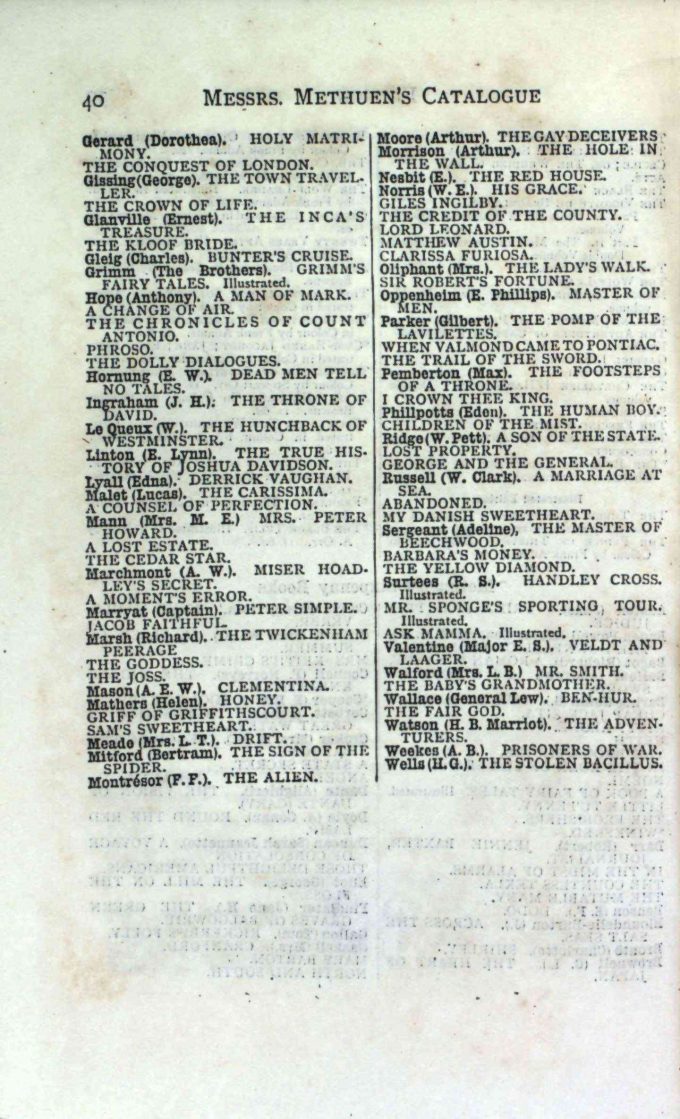 40 MESSRS. METHUEN'S CATALOGUE
Gerard (Dorothea). HOLY MATRI-
MONY.
THE CONQUEST OF LONDON.
Gissing (George). THE TOWN TRAVEL-
LER.
THE CROWN OF LIFE.
Glanville (Ernest). THE INCA'S
TREASURE.
THE KLOOF BRIDE.
Gleig (Charles). BUNTER'S CRUISE.
Grimm (The Brothers). GRIMM'S
FAIRY TALES. Illustrated.
Hope (Anthony). A MAN OF MARK.
A CHANGE OF AIR.
THE CHRONICLES OF COUNT
ANTONIO.
PHROSO.
THE DOLLY DIALOGUES.
Hornung (E. W.). DEAD MEN TELL
NO TALES.
Ingraham (J. H.). THE THRONE OF
DAVID.
Le Queux (W.). THE HUNCHBACK OF
WESTMINSTER.
Linton (E. Lynn). THE TRUE HIS-
TORY OF JOSHUA DAVIDSON.
Lyall (Edna). DERRICK VAUGHAN.
Malet (Lucas). THE CARISSIMA.
A COUNSEL OF PERFECTION.
Mann (Mrs. M. E.) MRS. PETER
HOWARD.
A LOST ESTATE.
THE CEDAR STAR.
Marchmont (A. W.). MISER HOAD-
LEY'S SECRET.
A MOMENT'S ERROR.
Marryat (Captain). PETER SIMPLE.
JACOB FAITHFUL.
Marsh (Richard). THE TWICKENHAM
PEERAGE
THE GODDESS.
THE JOSS.
Mason (A. E. W.). CLEMENTINA.
Mathers (Helen). HONEY.
GRIFF OF GRIFFITHSCOURT.
SAM'S SWEETHEART.
Meade (Mrs. L. T.). DRIFT.
Mitford (Bertram). THE SIGN OF THE
SPIDER.
Montrésor (F. F.). THE ALIEN.
Moore (Arthur). THE GAY DECEIVERS
Morrison (Arthur). THE HOLE IN
THE WALL.
Nesbit (E.). THE RED HOUSE.
Norris (W. E.). HIS GRACE.
GILES INGILBY.
THE CREDIT OF THE COUNTY.
LORD LEONARD.
MATTHEW AUSTIN.
CLARISSA FURIOSA.
Oliphant (Mrs.). THE LADY'S WALK.
SIR ROBERT'S FORTUNE.
Oppenheim (E. Phillips). MASTER OF
MEN.
Parker (Gilbert). THE POMP OF THE
LAVILETTES.
WHEN VALMOND CAME TO PONTIAC.
THE TRAIL OF THE SWORD.
Pemberton (Max). THE FOOTSTEPS
OF A THRONE.
I CROWN THEE KING.
Phillpotts (Eden). THE HUMAN BOY.
CHILDREN OF THE MIST.
Ridge (W. Pett). A SON OF THE STATE.
LOST PROPERTY.
GEORGE AND THE GENERAL.
Russell (W. Clark). A MARRIAGE AT
SEA.
ABANDONED.
MY DANISH SWEETHEART.
Sergeant (Adeline), THE MASTER OF
BEECHWOOD.
BARBARA'S MONEY.
THE YELLOW DIAMOND.
Surtees (R. S.). HANDLEY CROSS.
Illustrated.
MR. SPONGE'S SPORTING TOUR.
Illustrated.
ASK MAMMA. Illustrated.
Valentine (Major E. S.). VELDT AND
LAAGER.
Walford (Mrs. L. B.) MR. SMITH.
THE BABY'S GRANDMOTHER.
Wallace (General Lew). BEN-HUR.
THE FAIR GOD.
Watson (H. B. Marriot). THE ADVEN-
TURERS.
Weekes (A. B.). PRISONERS OF WAR.
Wells (H.G.). THE STOLEN BACILLUS.